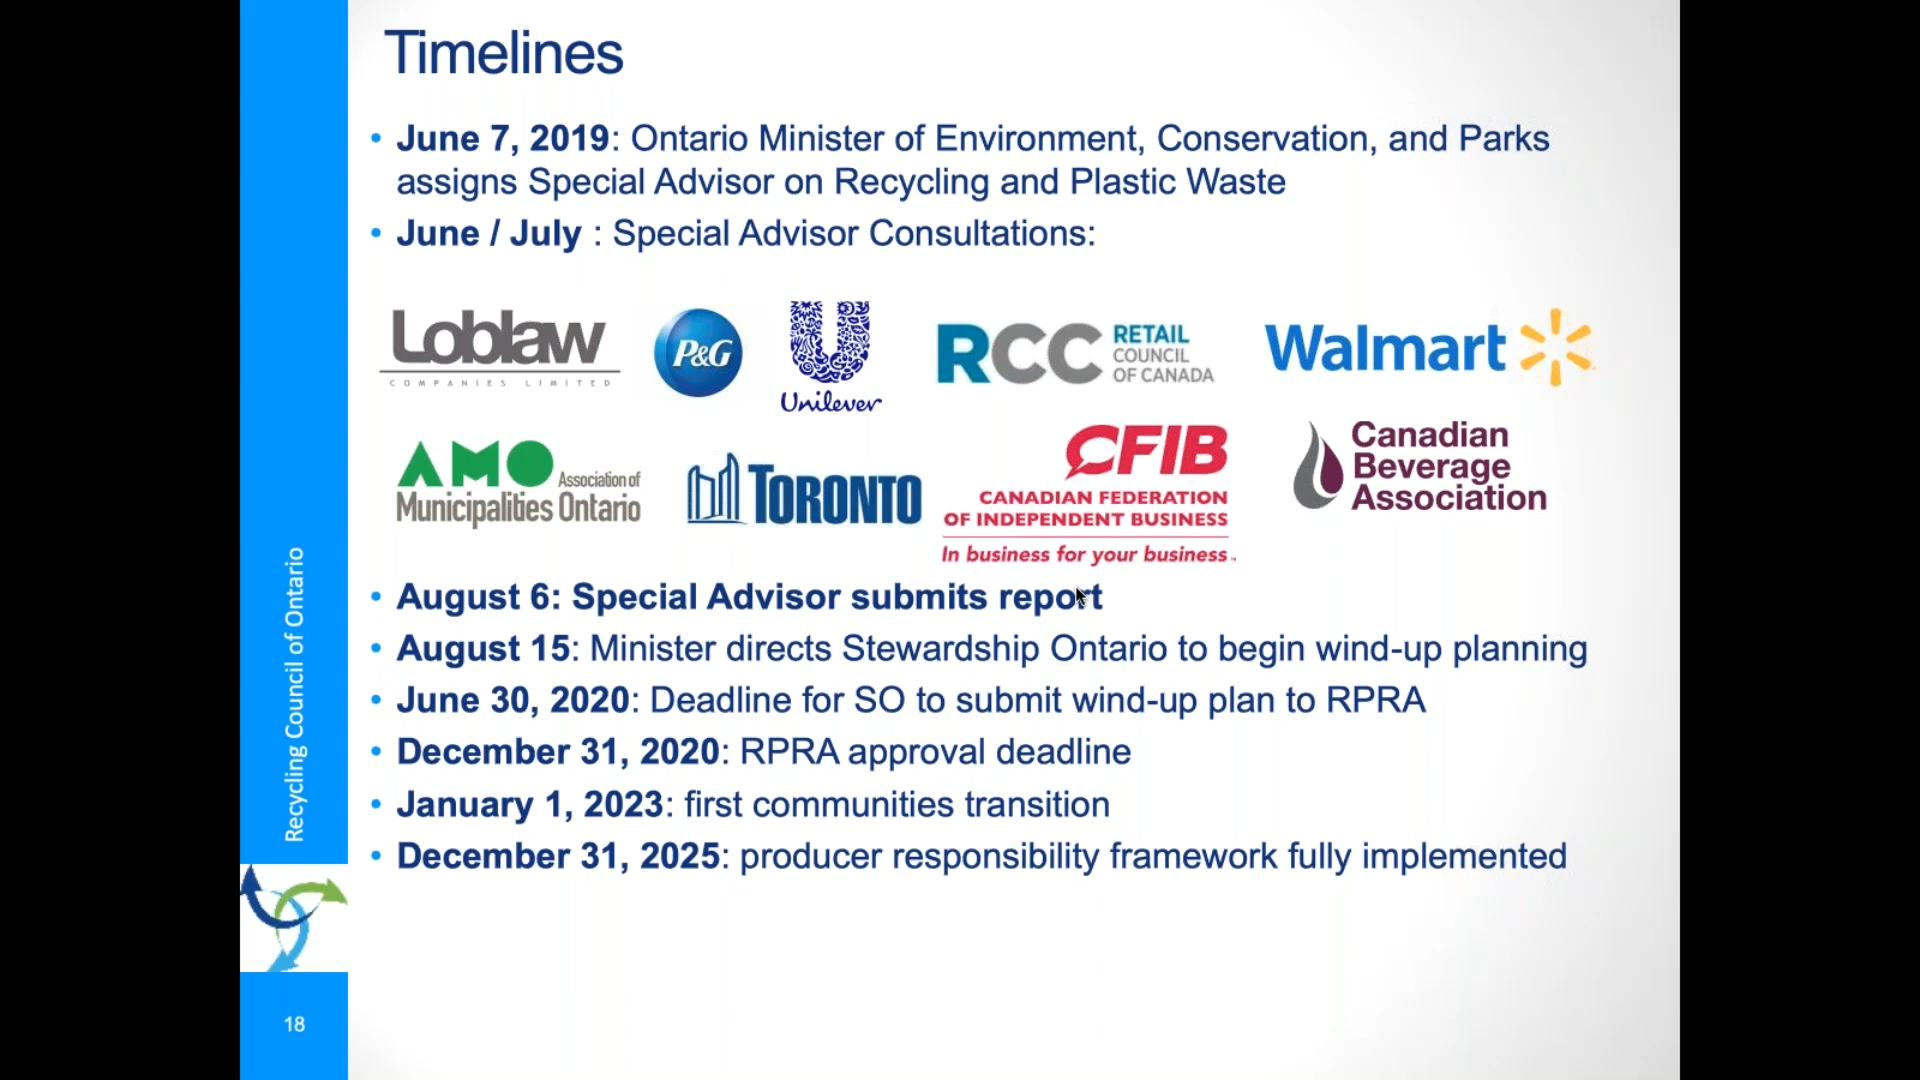 Timelines
• June 7, 2019: Ontario Minister of Environment, Conservation, and Parks
assigns Special Advisor on Recycling and Plastic Waste
• June / July : Special Advisor Consultations:
Loblaw
COMPANIES LIMITED
P&G
Unilever
RCC RETAIL
COUNCIL
OF CANADA
Walmart
AMO Association of
Municipalities Ontario
TORONTO
CFIB
CANADIAN FEDERATION
OF INDEPENDENT BUSINESS
In business for your business™
Canadian
Beverage
Association
• August 6: Special Advisor submits report
• August 15: Minister directs Stewardship Ontario to begin wind-up planning
• June 30, 2020: Deadline for SO to submit wind-up plan to RPRA
• December 31, 2020: RPRA approval deadline
• January 1, 2023: first communities transition
• December 31, 2025: producer responsibility framework fully implemented
Recycling Council of Ontario
18